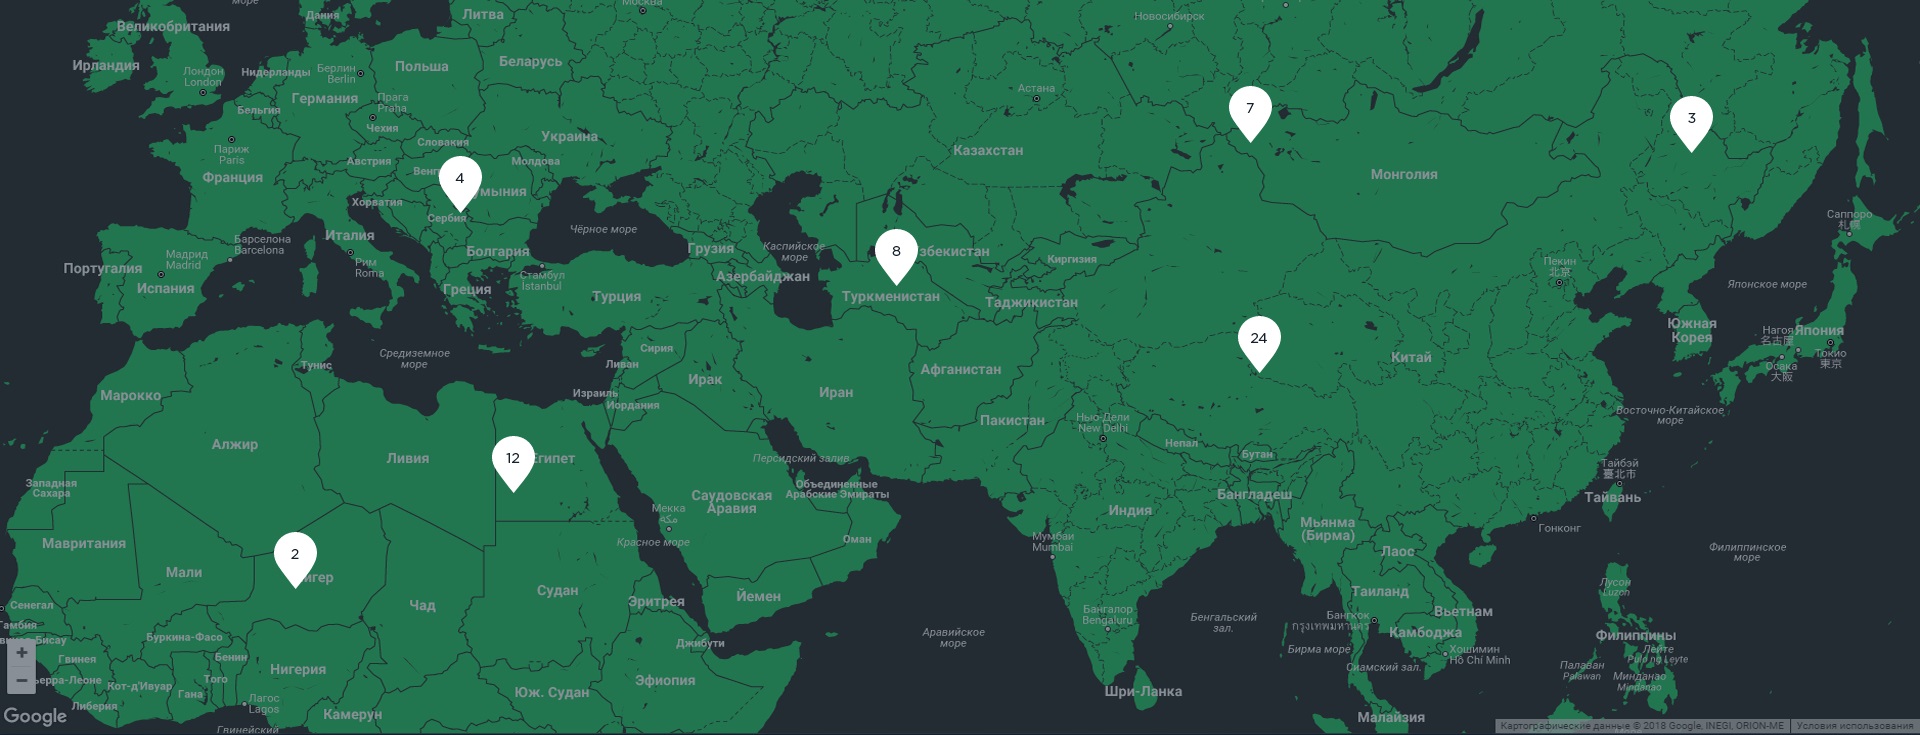 море
Дания
Литва
Москва
Новосибирск
Великобритания
Ирландия
Лондон
London
Нидерланды
Берлин
Berlin
Польша
Беларусь
Германия
Бельгия
Прага
Praha
Чехия
Астана
7
3
Украина
Париж
Paris
Словакия
Австрия
Молдова
Казахстан
Монголия
Франция
Венг
4
мыния
Хорватия
Сербия
Саппоро
札幌
Чёрное море
Италия
Барселона
Barcelona
Мадрид
Madrid
Рим
Roma
Болгария
Грузия
Каспийское
море
8
збекистан
Киргизия
Пекин
北京
Португалия
Испания
Стамбул
İstanbul
Азербайджан
Греция
Турция
Туркменистан
Таджикистан
Японское море
Южная
Корея
Нагоя
名古屋
Япония
Токио
東京
Осака
大阪
24
Средиземное
море
Тунис
Сирия
Ливан
Китай
Афганистан
Ирак
Иран
Марокко
Израиль
Иордания
Пакистан
Нью-Дели
New Delhi
Восточно-Китайское
море
Алжир
Ливия
12
Египет
Персидский залив
Непал
Бутан
Тайбэй
臺北市
Западная
Сахара
Объединенные
Арабские Эмираты
Саудовская
Аравия
Бангладеш
Тайвань
Мекка
مكة
Индия
Мьянма
(Бирма)
Гонконг
Мавритания
Красное море
Оман
Мумбаи
Mumbai
Лаос
Филиппинское
море
2
игер
Мали
Чад
Судан
Эритрея
Йемен
Таиланд
Лусон
Luzon
Сенегал
Гамбия
Бангалор
Bengaluru
Бенгальский
зал.
Бангкок
กรุงเทพมหานคร
Вьетнам
Камбоджа
Аравийское
море
Филиппины
Буркина-Фасо
Джибути
Бисау
Гвинея
Бенин
Бирма море
Хошимин
Hồ Chí Minh
Лейте
Pulo ng Leyte
Сиамский зал.
Палаван
Palawan
Минданао
Mindanao
+
−
ьерра-Леоне
Кот-д'Ивуар
Того
Гана
Нигерия
Лагос
Lagos
Либерия
Юж. Судан
Эфиопия
Шри-Ланка
Камерун
Малайзия
Гвинейский
Google
Картографические данные © 2018 Google, INEGI, ORION-ME
Условия использования